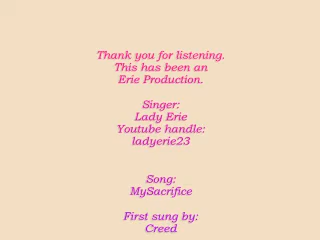 Thank you for listening.
This has been an
Erie Production.
Singer:
Lady Erie
Youtube handle:
ladyerie23
Song:
MySacrifice
First sung by:
Creed